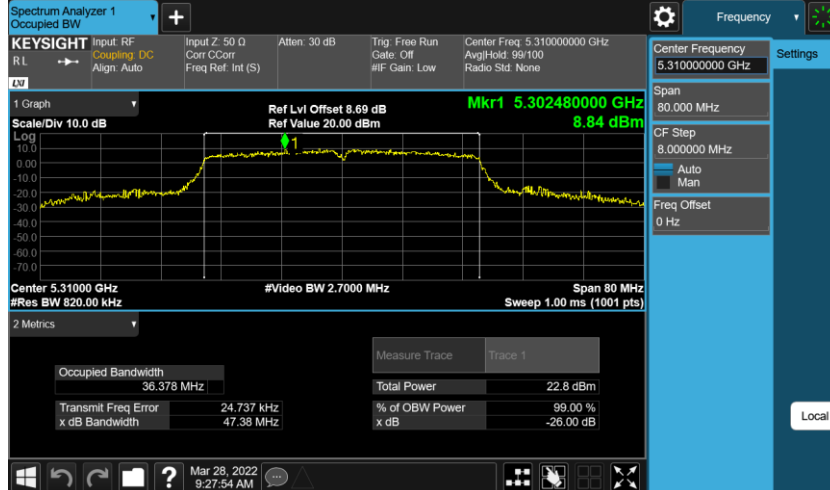 Spectrum Analyzer 1
Occupied BW
Frequency
KEYSIGHT
R L
LXI
Input: RF
Coupling: DC
Align: Auto
Input Z: 50 Ω
Corr CCorr
Freq Ref: Int (S)
Atten: 30 dB
Trig: Free Run
Gate: Off
#IF Gain: Low
Center Freq: 5.310000000 GHz
Avg|Hold: 99/100
Radio Std: None
Center Frequency
5.310000000 GHz
Settings
Span
80.000 MHz
CF Step
8.000000 MHz
Auto
Man
Freq Offset
0 Hz
Local
1 Graph
Scale/Div 10.0 dB
Ref Lvl Offset 8.69 dB
Ref Value 20.00 dBm
Mkr1 5.302480000 GHz
8.84 dBm
Log
10.0
0.00
-10.0
-20.0
-30.0
-40.0
-50.0
-60.0
-70.0
1
Center 5.31000 GHz
#Res BW 820.00 kHz
#Video BW 2.7000 MHz
Span 80 MHz
Sweep 1.00 ms (1001 pts)
2 Metrics
Measure Trace Trace 1
Occupied Bandwidth
36.378 MHz
Total Power 22.8 dBm
Transmit Freq Error 24.737 kHz
% of OBW Power 99.00 %
x dB Bandwidth 47.38 MHz
x dB -26.00 dB
?
Mar 28, 2022
9:27:54 AM